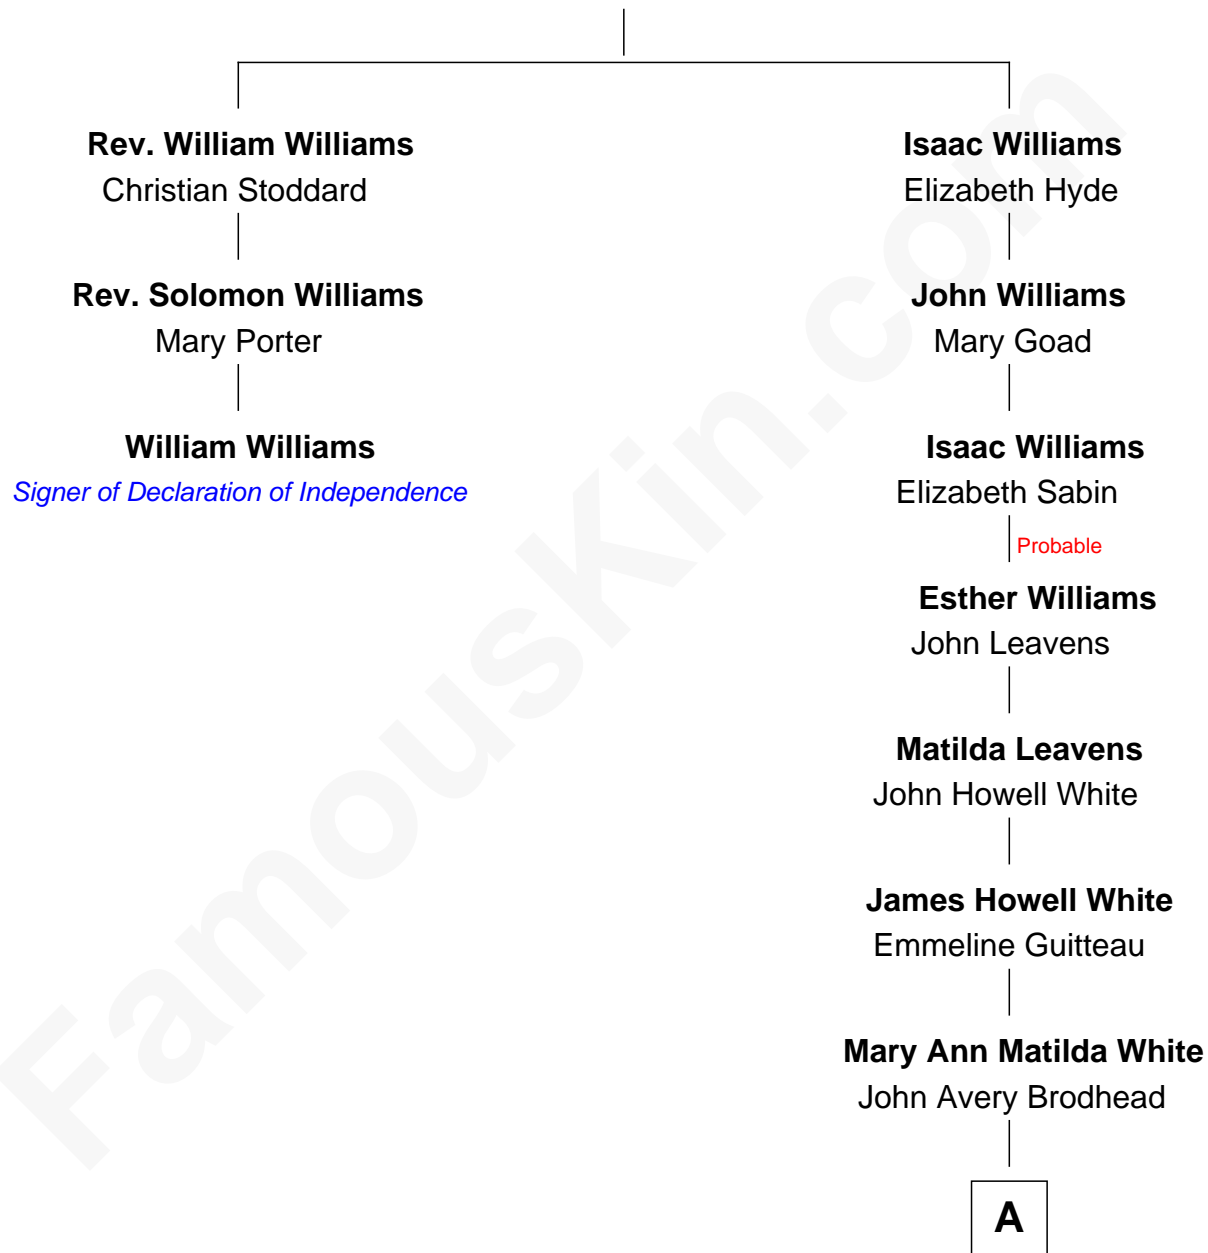 Rev. William Williams
Christian Stoddard
Rev. Solomon Williams
Mary Porter
William Williams
Signer of Declaration of Independence
Isaac Williams
Elizabeth Hyde
John Williams
Mary Goad
Isaac Williams
Elizabeth Sabin
Probable
Esther Williams
John Leavens
Matilda Leavens
John Howell White
James Howell White
Emmeline Guitteau
Mary Ann Matilda White
John Avery Brodhead
A
FamousKin.com